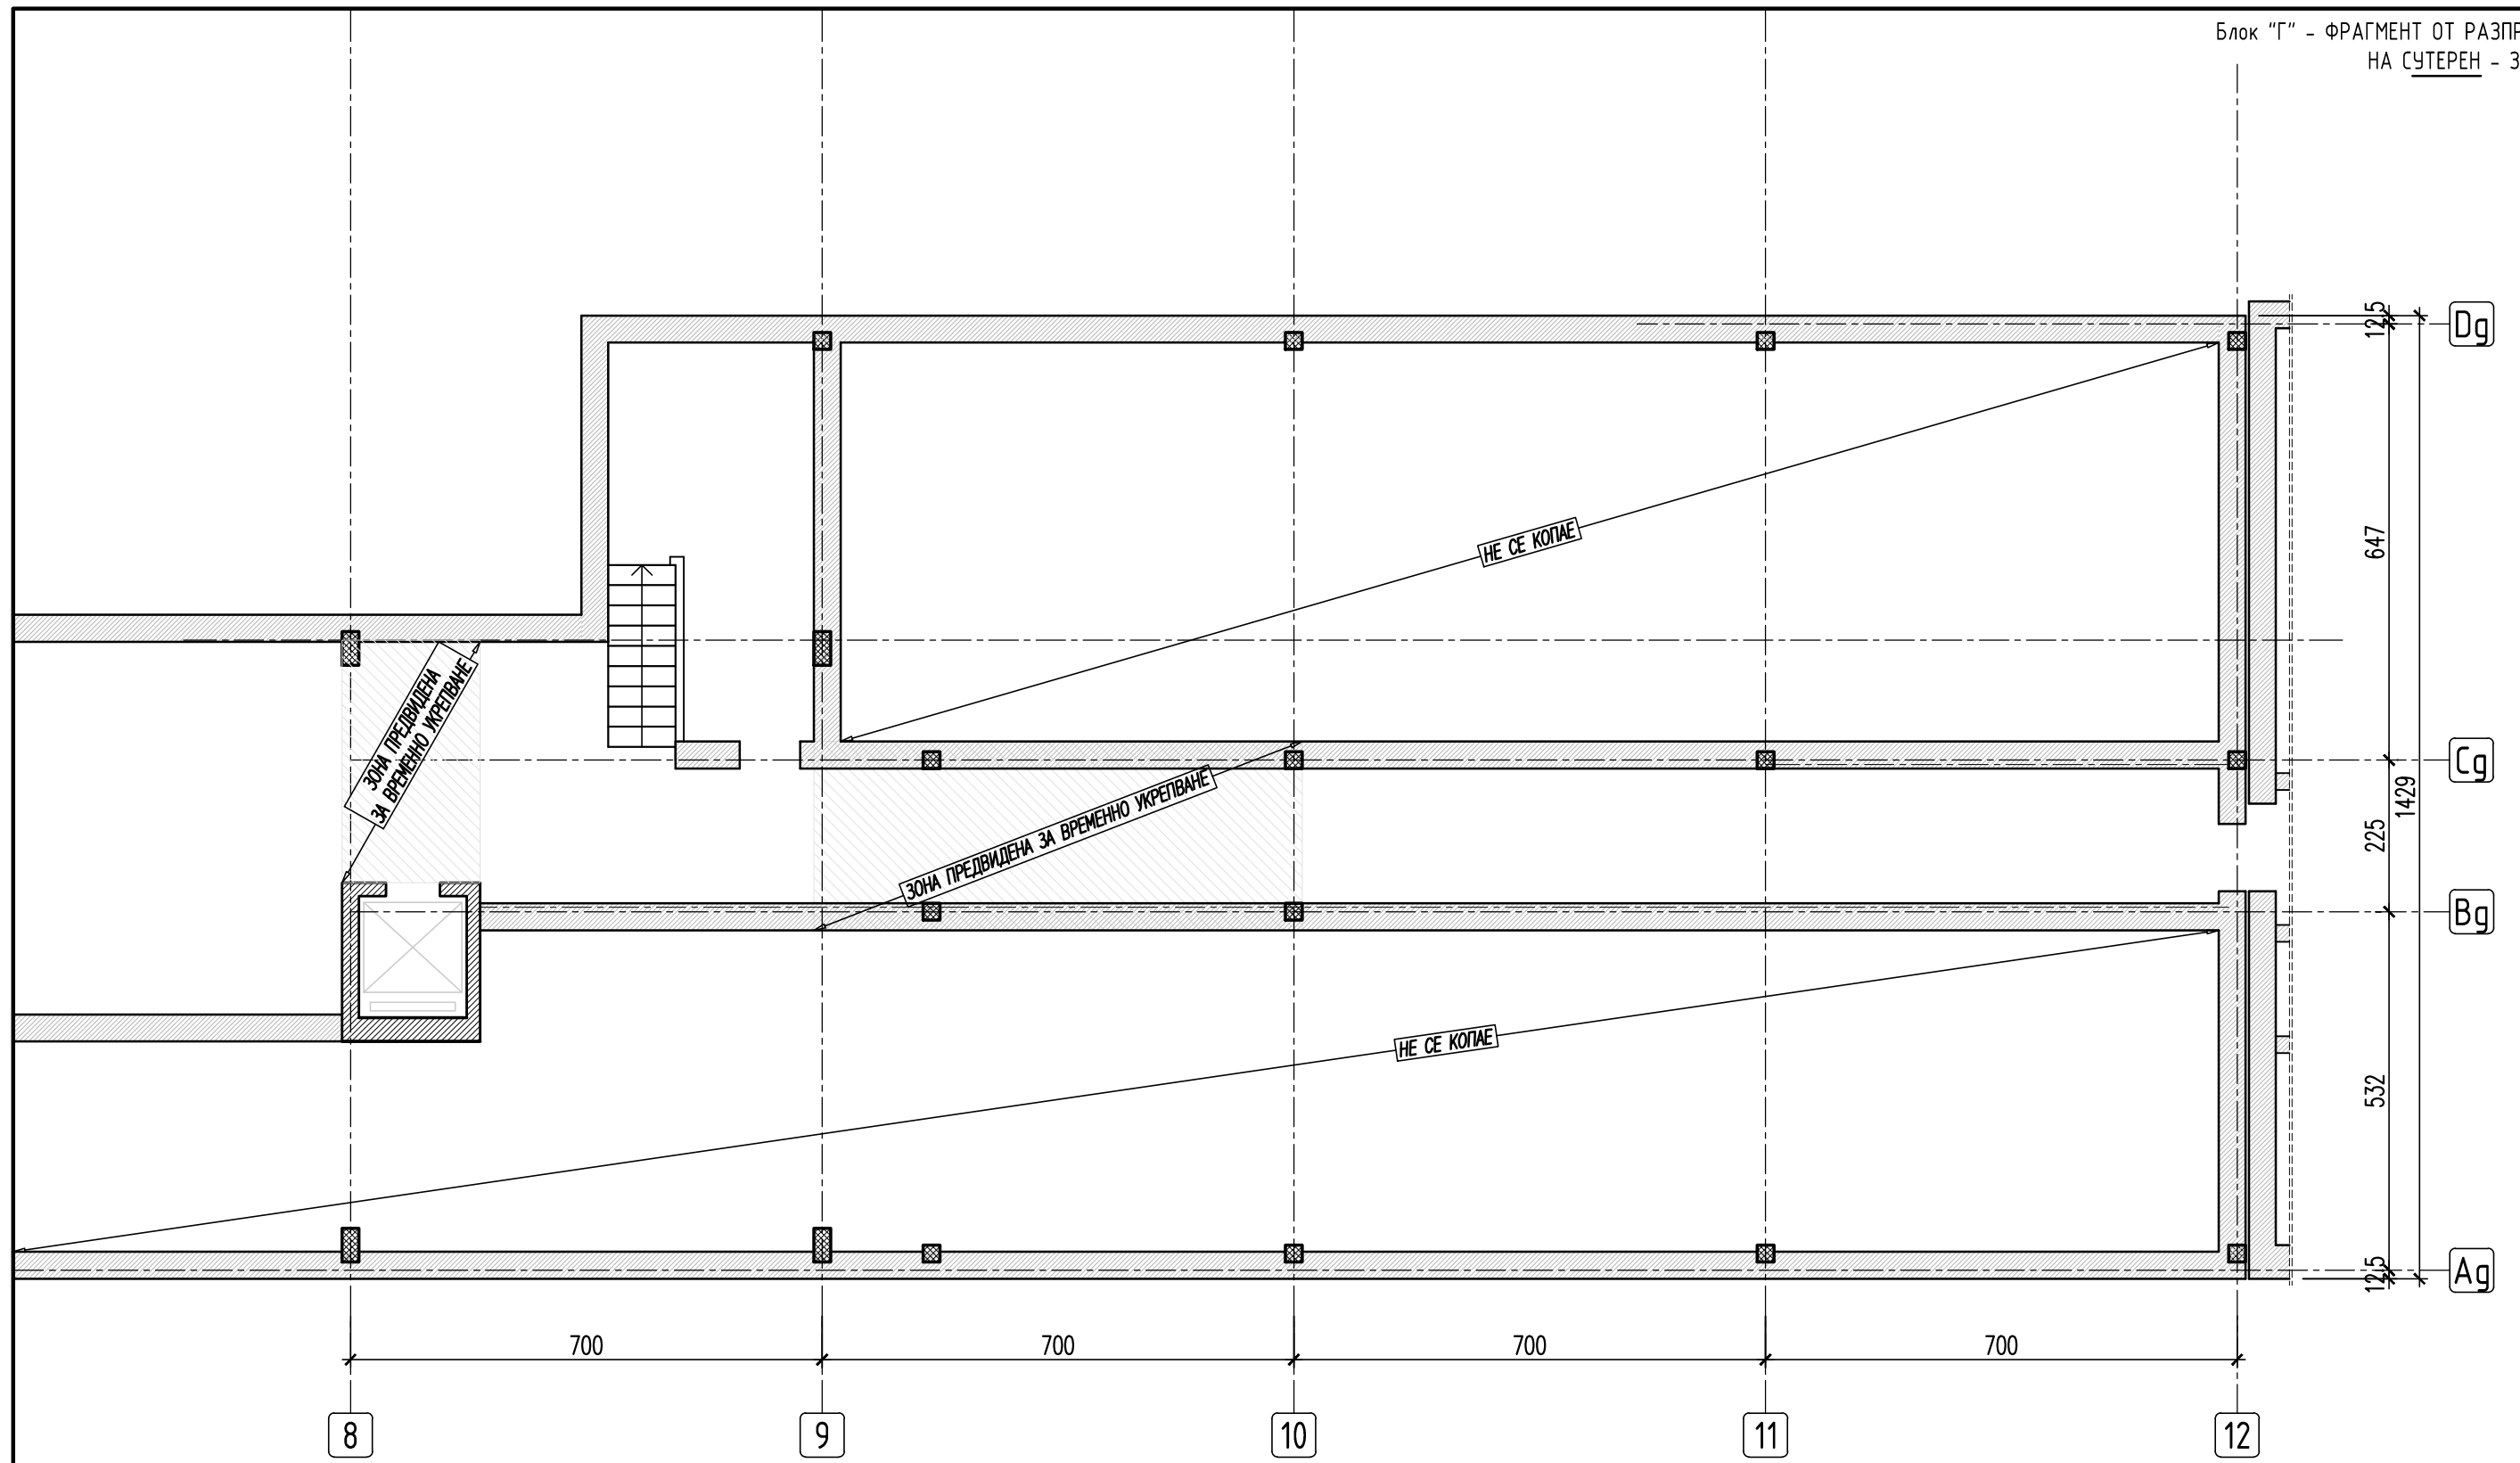 Блок "Г" - ФРАГМЕНТ ОТ
НА СУТЕРЕН -
12.5
Dg
647
НЕ СЕ КОПАЕ
ЗОНА ПРЕДВИДЕНА
ЗА ВРЕМЕННО УКРЕПВАНЕ
Cg
1429
225
ЗОНА ПРЕДВИДЕНА ЗА ВРЕМЕННО УКРЕПВАНЕ
Bg
НЕ СЕ КОПАЕ
532
12.5
Ag
700
700
700
700
8
9
10
11
12